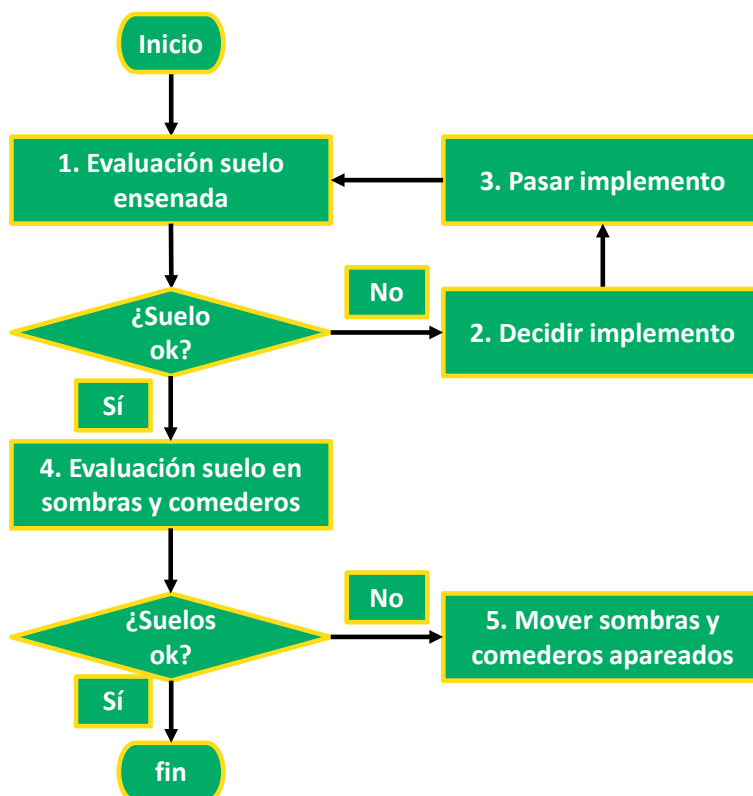 Inicio
1. Evaluación suelo
ensenada
3. Pasar implemento
¿Suelo
ok?
No
2. Decidir implemento
Sí
4. Evaluación suelo en
sombras y comederos
¿Suelos
ok?
No
5. Mover sombras y
comederos apareados
Sí
fin